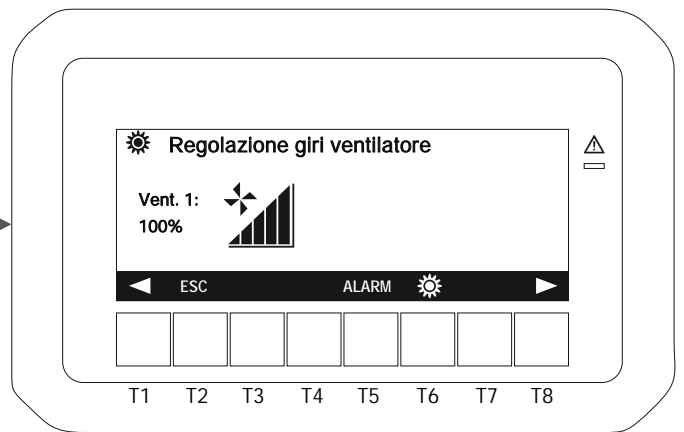 Regolazione giri ventilatore
Vent. 1:
100%
ESC ALARM
T1 T2 T3 T4 T5 T6 T7 T8